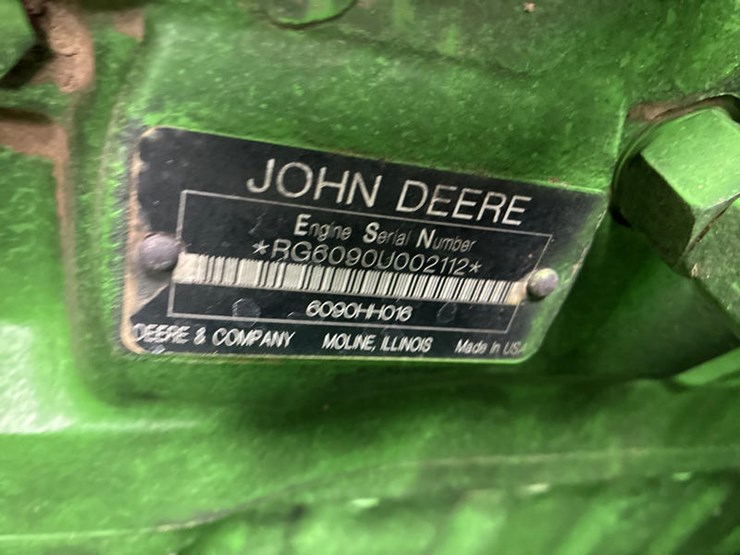 JOHN DEERE
Engine Serial Number
*RG6090U002112*
6090HH016
DEERE & COMPANY MOLINE, ILLINOIS Made in USA